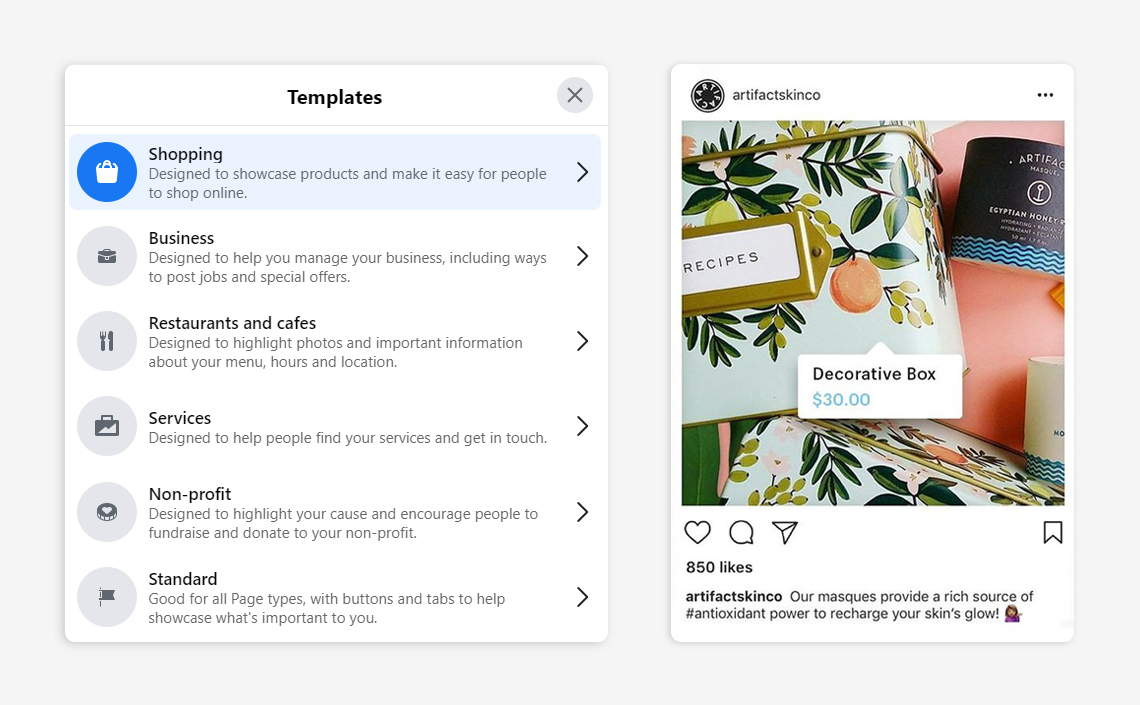 Templates
Shopping
Designed to showcase products and make it easy for people
to shop online.
Business
Designed to help you manage your business, including ways
to post jobs and special offers.
Restaurants and cafes
Designed to highlight photos and important information
about your menu, hours and location.
Services
Designed to help people find your services and get in touch.
Non-profit
Designed to highlight your cause and encourage people to
fundraise and donate to your non-profit.
Standard
Good for all Page types, with buttons and tabs to help
showcase what's important to you.
ARTIFACT
artifactskinco
ARTIFAC
MASQUE
EGYPTIAN HONEY R
RECIPES
Decorative Box
$30.00
MO
850 likes
artifactskinco Our masques provide a rich source of
#antioxidant power to recharge your skin's glow! 💁🏾‍♀️